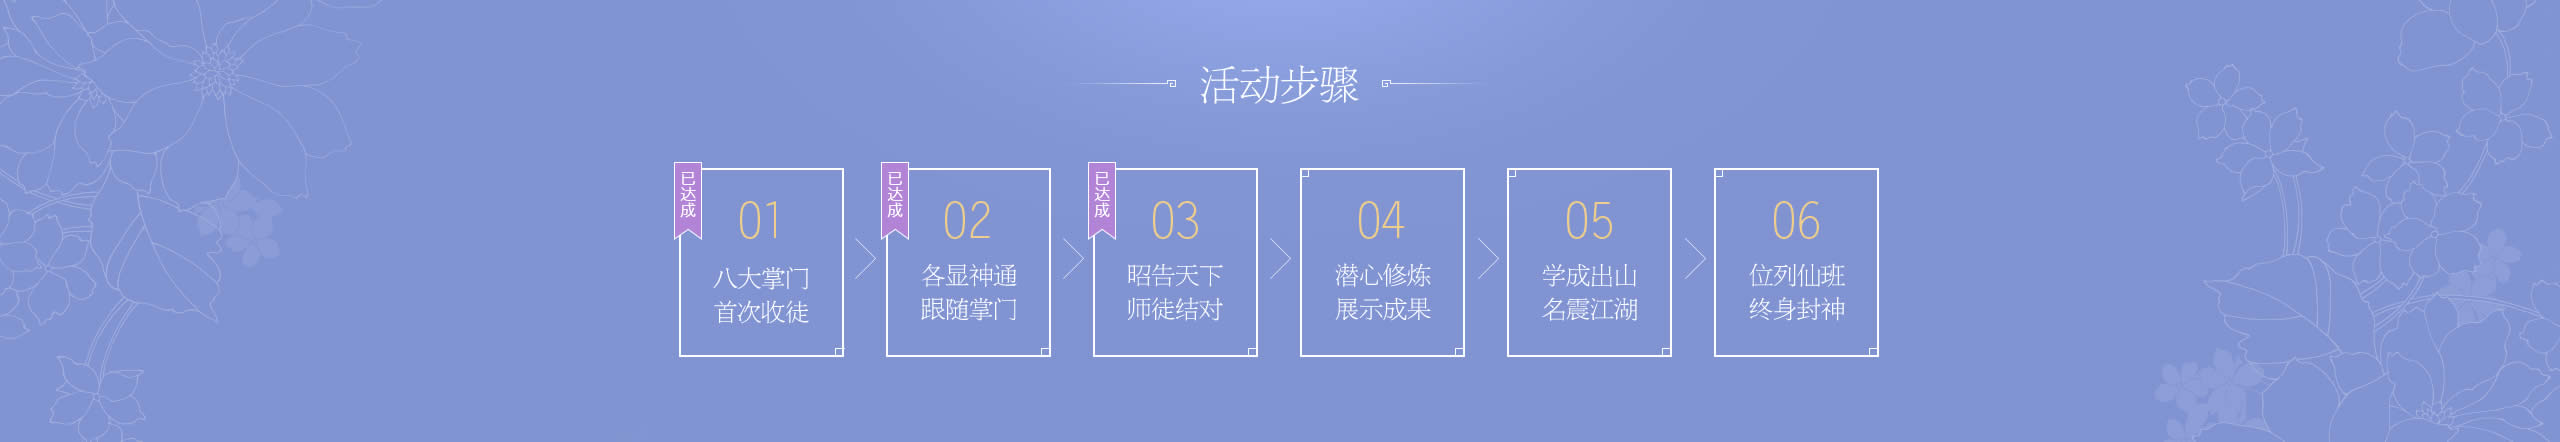 活动步骤
已达成
01
八大掌门
首次收徒
已达成
02
各显神通
跟随掌门
已达成
03
昭告天下
师徒结对
04
潜心修炼
展示成果
05
学成出山
名震江湖
06
位列仙班
终身封神